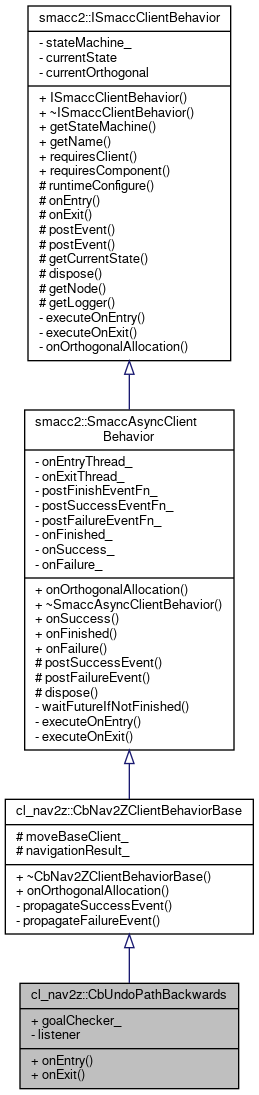 smacc2::ISmaccClientBehavior
- stateMachine_
- currentState
- currentOrthogonal
+ ISmaccClientBehavior()
+ ~ISmaccClientBehavior()
+ getStateMachine()
+ getName()
+ requiresClient()
+ requiresComponent()
# runtimeConfigure()
# onEntry()
# onExit()
# postEvent()
# postEvent()
# getCurrentState()
# dispose()
# getNode()
# getLogger()
- executeOnEntry()
- executeOnExit()
- onOrthogonalAllocation()
smacc2::SmaccAsyncClient
Behavior
- onEntryThread_
- onExitThread_
- postFinishEventFn_
- postSuccessEventFn_
- postFailureEventFn_
- onFinished_
- onSuccess_
- onFailure_
+ onOrthogonalAllocation()
+ ~SmaccAsyncClientBehavior()
+ onSuccess()
+ onFinished()
+ onFailure()
# postSuccessEvent()
# postFailureEvent()
# dispose()
- waitFutureIfNotFinished()
- executeOnEntry()
- executeOnExit()
cl_nav2z::CbNav2ZClientBehaviorBase
# moveBaseClient_
# navigationResult_
+ ~CbNav2ZClientBehaviorBase()
+ onOrthogonalAllocation()
- propagateSuccessEvent()
- propagateFailureEvent()
cl_nav2z::CbUndoPathBackwards
+ goalChecker_
- listener
+ onEntry()
+ onExit()